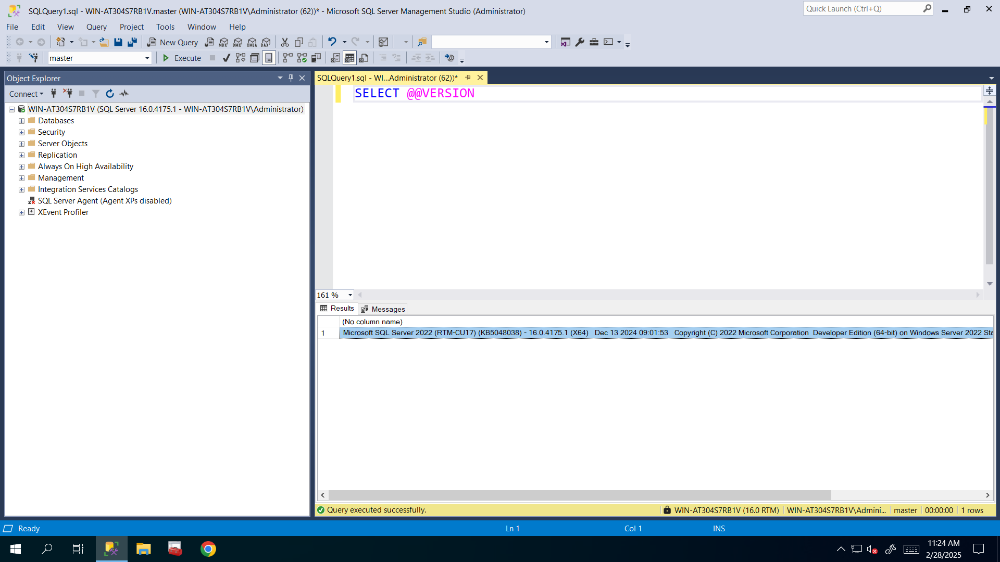 SQLQuery1.sql - WIN-AT304S7RB1V.master (WIN-AT304S7RB1V\Administrator (62))* - Microsoft SQL Server Management Studio (Administrator)
Quick Launch (Ctrl+Q)
File Edit View Query Project Tools Window Help
New Query MDX DMX XMLA DAX
master Execute
Object Explorer
SQLQuery1.sql - WI...Administrator (62))*
Connect
SELECT @@VERSION
WIN-AT304S7RB1V (SQL Server 16.0.4175.1 - WIN-AT304S7RB1V\Administrator)
Databases
Security
Server Objects
Replication
Always On High Availability
Management
Integration Services Catalogs
SQL Server Agent (Agent XPs disabled)
XEvent Profiler
161 %
Results Messages
(No column name)
1 Microsoft SQL Server 2022 (RTM-CU17) (KB5048038) - 16.0.4175.1 (X64) Dec 13 2024 09:01:53 Copyright (C) 2022 Microsoft Corporation Developer Edition (64-bit) on Windows Server 2022 Sta
Query executed successfully. WIN-AT304S7RB1V (16.0 RTM) WIN-AT304S7RB1V\Admini... master 00:00:00 1 rows
Ready Ln 1 Col 1 INS
11:24 AM
2/28/2025